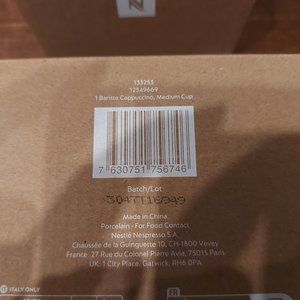 133253
12549669
1 Barista Cappuccino, Medium Cup
7 630751 756746
Batch/Lot:
Made in China
Porcelain - For Food Contact
Nestlé Nespresso S.A.
Chaussée de la Guinguette 10, CH-1800 Vevey
France: 27 Rue du Colonel Pierre Avia, 75015 Paris
UK: 1 City Place, Gatwick, RH6 0PA
ITALY ONLY
FR